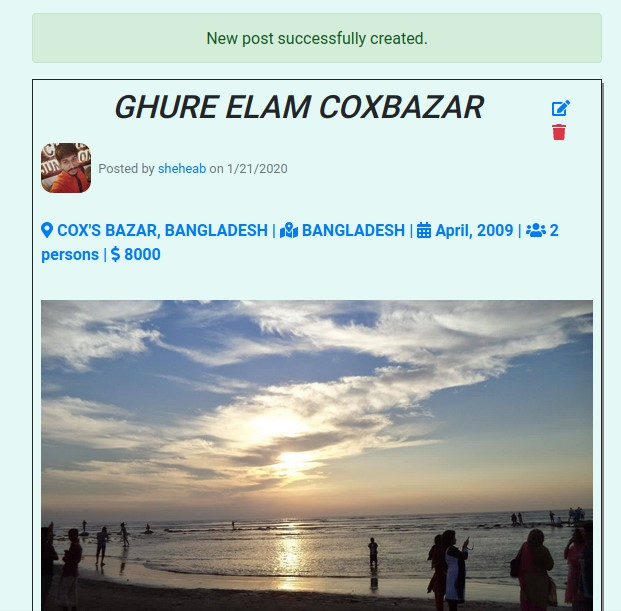 New post successfully created.
GHURE ELAM COXBAZAR
Posted by sheheab on 1/21/2020
COX'S BAZAR, BANGLADESH | BANGLADESH | April, 2009 | 2
persons | $ 8000